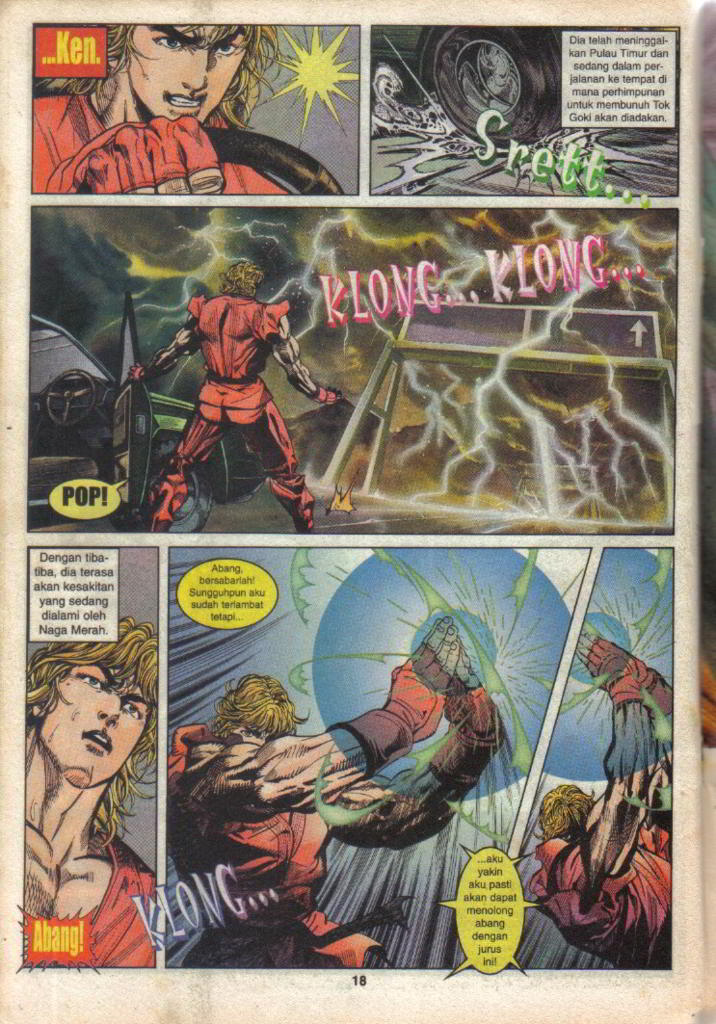 ...Ken.
Dia telah meninggal-
kan Pulau Timur dan
sedang dalam per-
jalanan ke tempat di
mana perhimpunan
untuk membunuh Tok
Goki akan diadakan.
Srett...
KLONG... KLONG...
POP!
Dengan tiba-
tiba, dia terasa
akan kesakitan
yang sedang
dialami oleh
Naga Merah.
Abang!
Abang,
bersabarlah!
Sungguhpun aku
sudah terlambat
tetapi...
KLONG...
...aku
yakin
aku pasti
akan dapat
menolong
abang
dengan
jurus
ini!
18